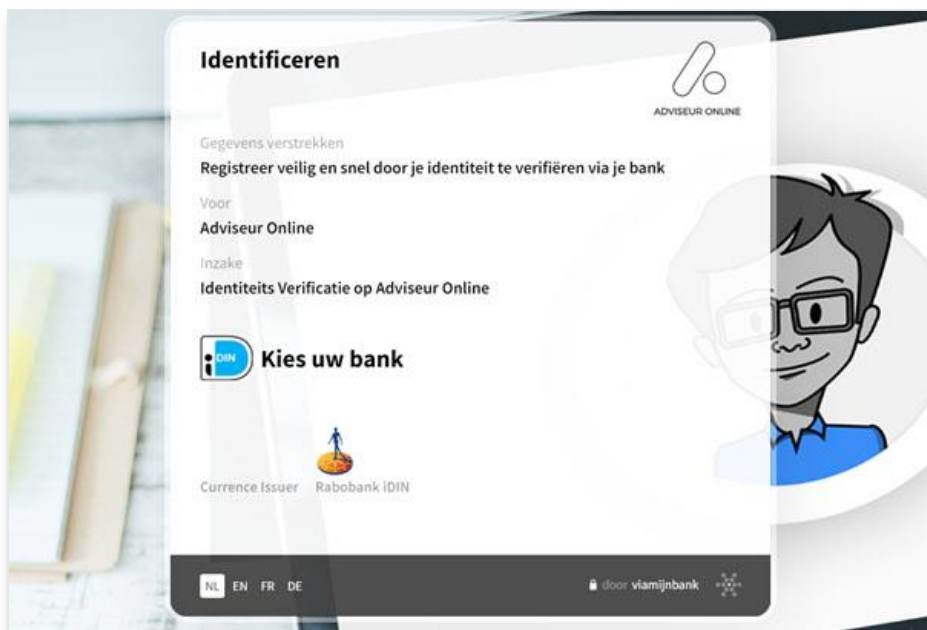 Identificeren
ADVISEUR ONLINE
Gegevens verstrekken
Registreer veilig en snel door je identiteit te verifiëren via je bank
Voor
Adviseur Online
Inzake
Identiteits Verificatie op Adviseur Online
iDIN Kies uw bank
Currence Issuer Rabobank iDIN
NL EN FR DE door viamijnbank